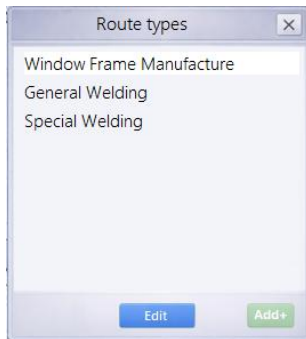 Route types
Window Frame Manufacture
General Welding
Special Welding
Edit
Add+